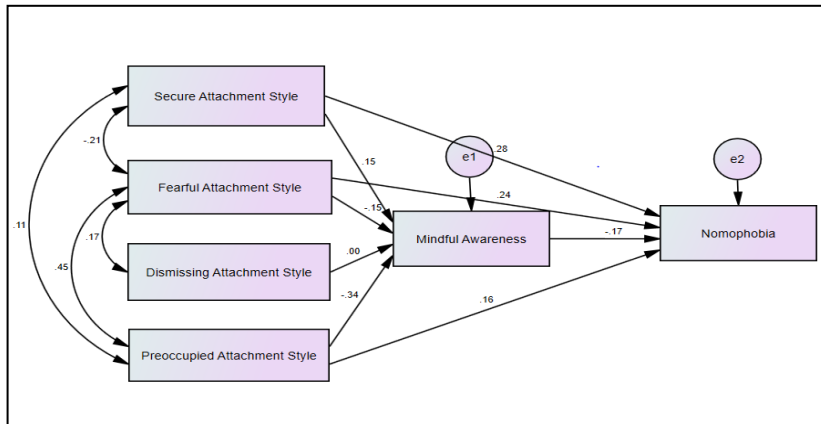 Secure Attachment Style
e1
.28
e2
-.21
.15
Fearful Attachment Style
.24
-.15
Mindful Awareness
-.17
Nomophobia
.11
.17
.45
Dismissing Attachment Style
.00
-.34
.16
Preoccupied Attachment Style